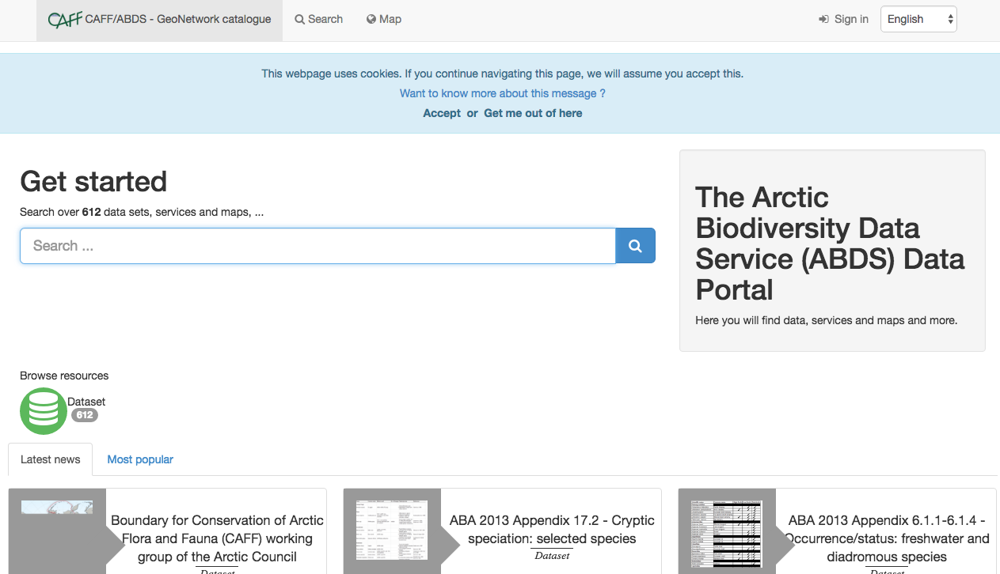 CAFF CAFF/ABDS - GeoNetwork catalogue Search Map Sign in English
This webpage uses cookies. If you continue navigating this page, we will assume you accept this.
Want to know more about this message ?
Accept or Get me out of here
Get started
Search over 612 data sets, services and maps, ...
Search ...
The Arctic
Biodiversity Data
Service (ABDS) Data
Portal
Here you will find data, services and maps and more.
Browse resources
Dataset
612
Latest news Most popular
Boundary for Conservation of Arctic
Flora and Fauna (CAFF) working
group of the Arctic Council
Dataset
ABA 2013 Appendix 17.2 - Cryptic
speciation: selected species
Dataset
ABA 2013 Appendix 6.1.1-6.1.4 -
Occurrence/status: freshwater and
diadromous species
Dataset